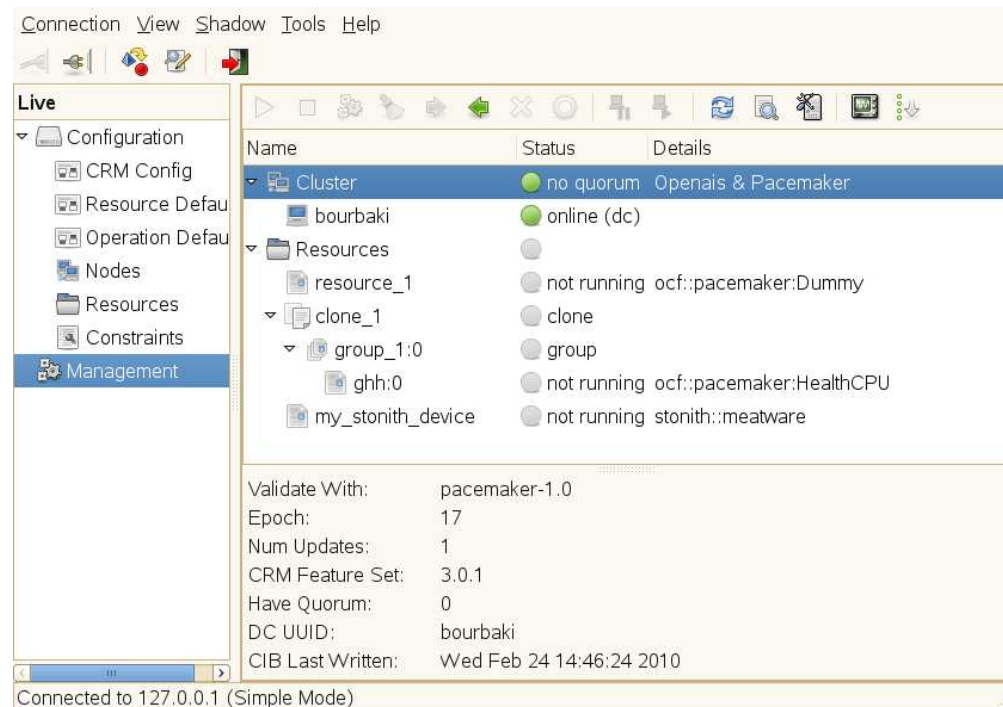 Connection View Shadow Tools Help
Live
Configuration
CRM Config
Resource Defau
Operation Defau
Nodes
Resources
Constraints
Management
Name Status Details
Cluster no quorum Openais & Pacemaker
bourbaki online (dc)
Resources
resource_1 not running ocf::pacemaker:Dummy
clone_1 clone
group_1:0 group
ghh:0 not running ocf::pacemaker:HealthCPU
my_stonith_device not running stonith::meatware
Validate With: pacemaker-1.0
Epoch: 17
Num Updates: 1
CRM Feature Set: 3.0.1
Have Quorum: 0
DC UUID: bourbaki
CIB Last Written: Wed Feb 24 14:46:24 2010
Connected to 127.0.0.1 (Simple Mode)